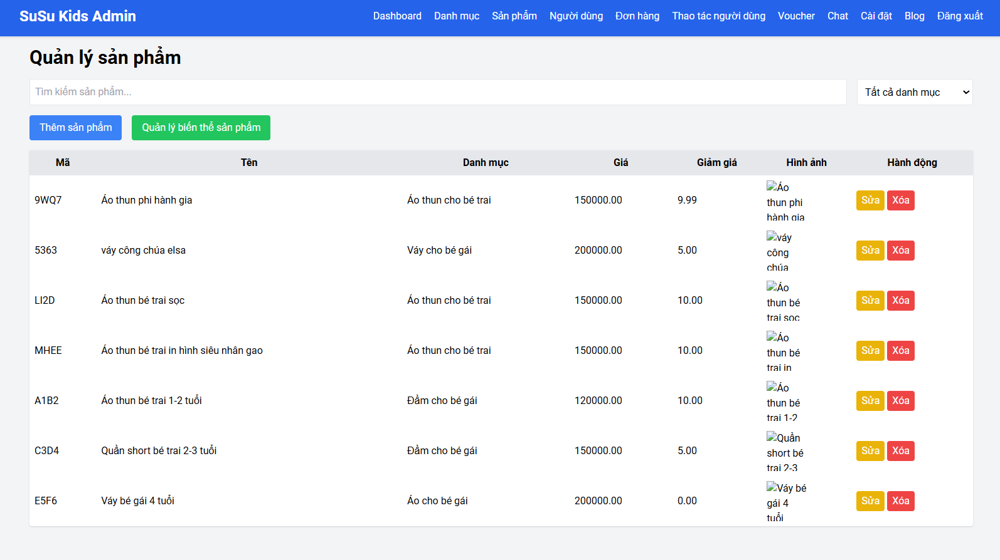 SuSu Kids Admin
Dashboard Danh mục Sản phẩm Người dùng Đơn hàng Thao tác người dùng Voucher Chat Cài đặt Blog Đăng xuất
Quản lý sản phẩm
Tìm kiếm sản phẩm...
Tất cả danh mục
Thêm sản phẩm
Quản lý biến thể sản phẩm
Mã Tên Danh mục Giá Giảm giá Hình ảnh Hành động
9WQ7 Áo thun phi hành gia Áo thun cho bé trai 150000.00 9.99
Áo
thun phi
hành gia
Sửa Xóa
5363 váy công chúa elsa Váy cho bé gái 200000.00 5.00
váy
công
chúa
Sửa Xóa
LI2D Áo thun bé trai sọc Áo thun cho bé trai 150000.00 10.00
Áo
thun bé
trai sọc
Sửa Xóa
MHEE Áo thun bé trai in hình siêu nhân gao Áo thun cho bé trai 150000.00 10.00
Áo
thun bé
trai in
Sửa Xóa
A1B2 Áo thun bé trai 1-2 tuổi Đầm cho bé gái 120000.00 10.00
Áo
thun bé
trai 1-2
Sửa Xóa
C3D4 Quần short bé trai 2-3 tuổi Đầm cho bé gái 150000.00 5.00
Quần
short bé
trai 2-3
Sửa Xóa
E5F6 Váy bé gái 4 tuổi Áo cho bé gái 200000.00 0.00
Váy bé
gái 4
tuổi
Sửa Xóa